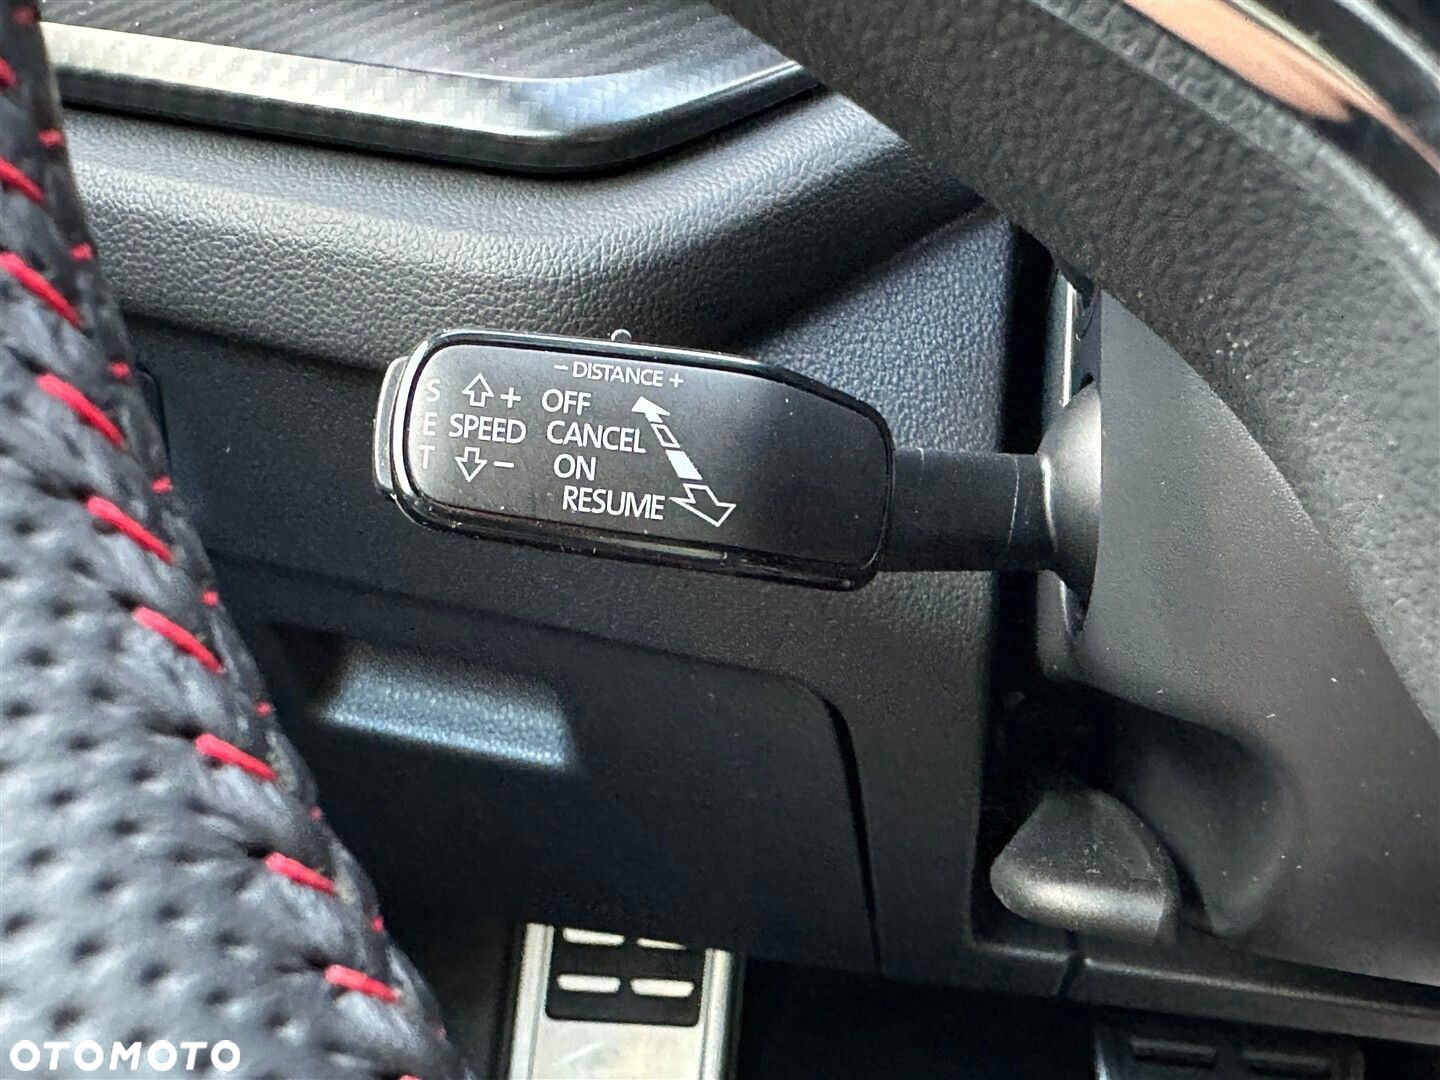 - DISTANCE +
S + OFF
E SPEED CANCEL
T - ON
RESUME
OTOMOTO